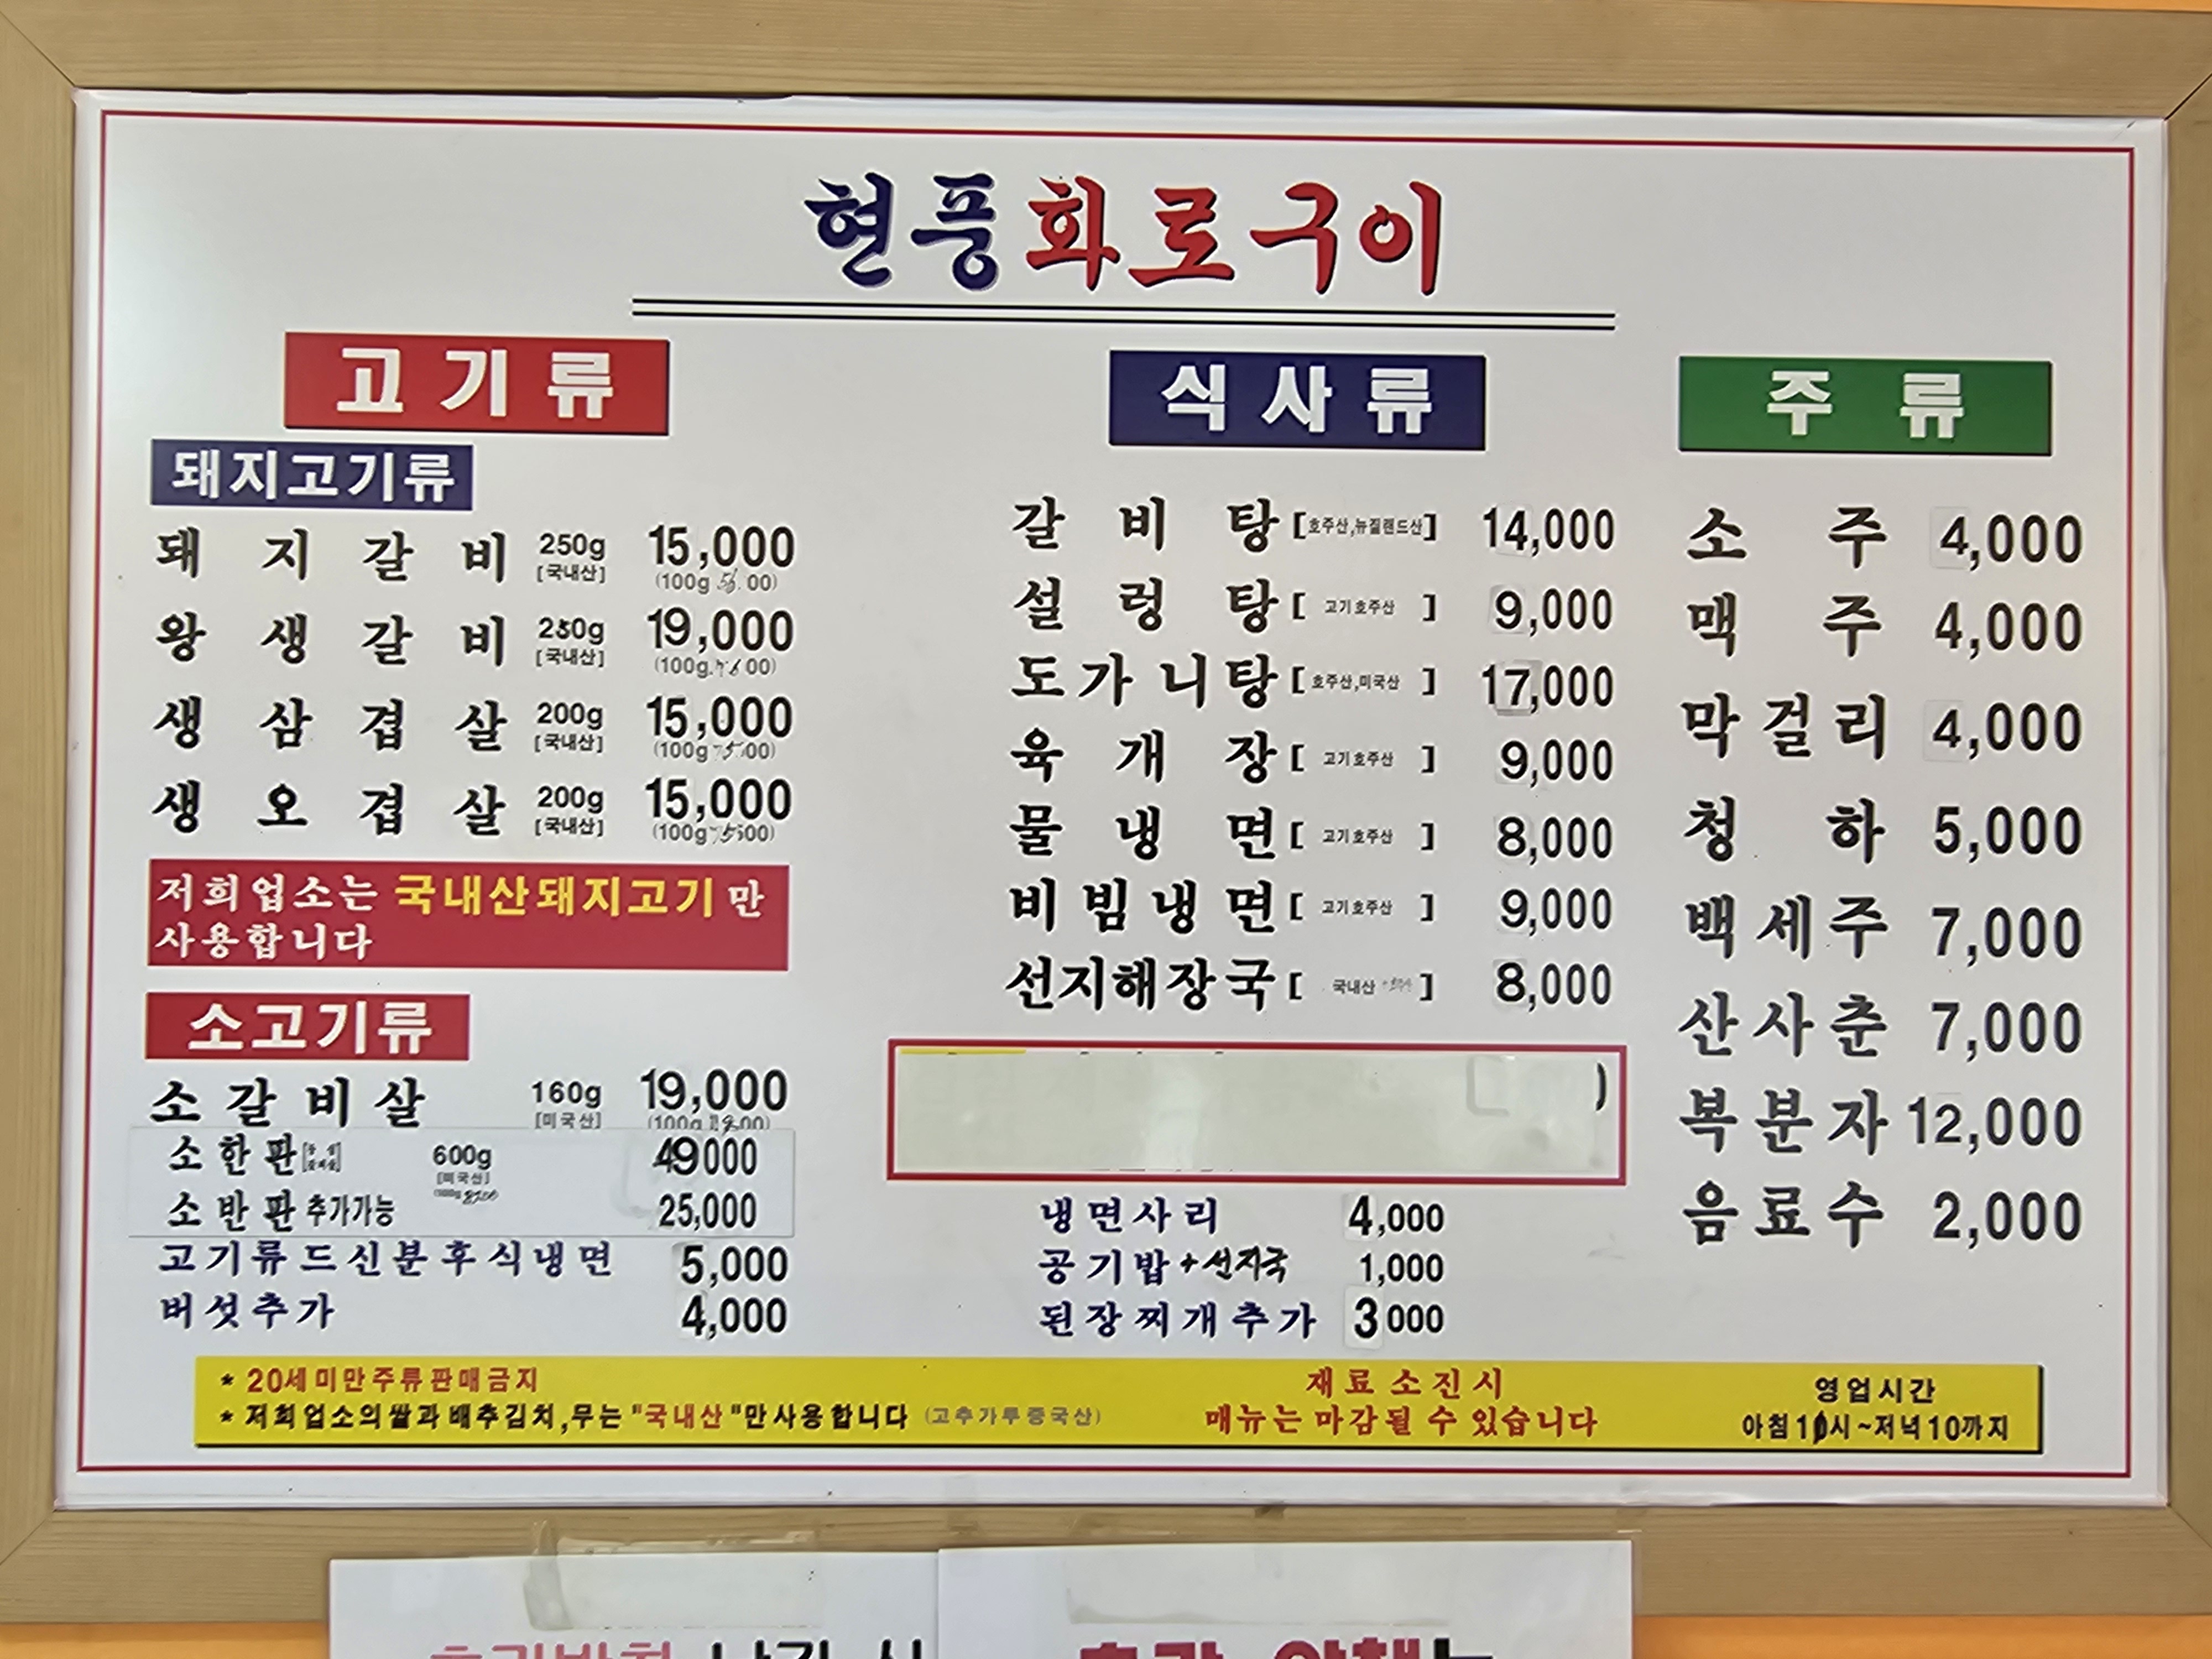 현풍화로구이
고기류
돼지고기류
돼지갈비 250g [국내산] 15,000
(100g 00)
왕생갈비 250g [국내산] 19,000
(100g 00)
생삼겹살 200g [국내산] 15,000
(100g 7500)
생오겹살 200g [국내산] 15,000
(100g 7500)
저희업소는 국내산돼지고기만
사용합니다
소고기류
소갈비살 160g [미국산] 19,000
(100g 00)
소한판 600g [미국산] 49000
소반판 추가가능 25,000
고기류드신분후식냉면 5,000
버섯추가 4,000
식사류
갈비탕 [호주산,뉴질랜드산] 14,000
설렁탕 [고기호주산] 9,000
도가니탕 [호주산,미국산] 17,000
육개장 [고기호주산] 9,000
물냉면 [고기호주산] 8,000
비빔냉면 [고기호주산] 9,000
선지해장국 [국내산] 8,000
)
냉면사리 4,000
공기밥+선지국 1,000
된장찌개추가 3000
주류
소주 4,000
맥주 4,000
막걸리 4,000
청하 5,000
백세주 7,000
산사춘 7,000
복분자 12,000
음료수 2,000
* 20세미만주류판매금지
* 저희업소의쌀과배추김치,무는"국내산"만사용합니다 (고추가루중국산)
재료 소진시
매뉴는 마감될 수 있습니다
영업시간
아침10시~저녁10까지